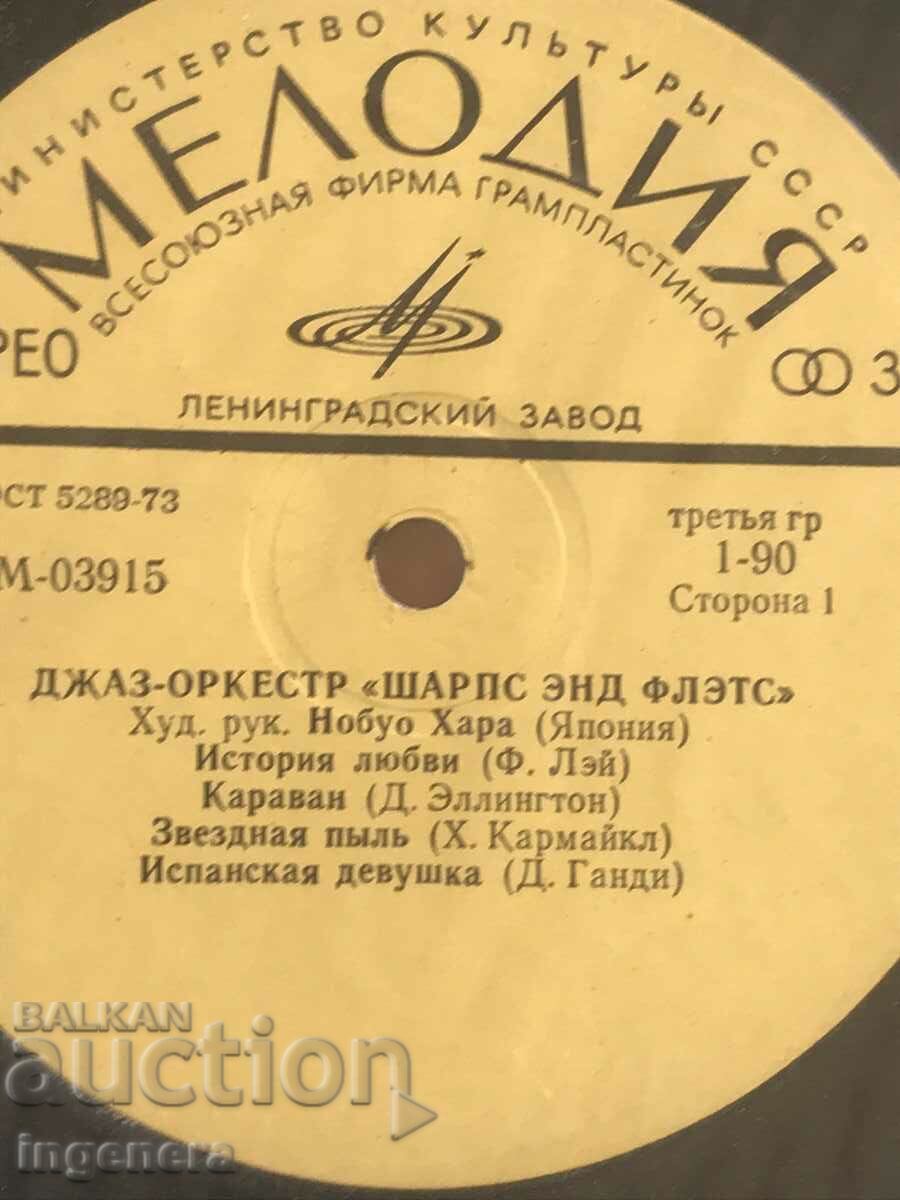 ИНИСТЕРСТВО КУЛЬТУРЫ СССР
МЕЛОДИЯ
ВСЕСОЮЗНАЯ ФИРМА ГРАМПЛАСТИНОК
РЕО
3
ЛЕНИНГРАДСКИЙ ЗАВОД
ОСТ 5289-73
М-03915
третья гр
1-90
Сторона 1
ДЖАЗ-ОРКЕСТР «ШАРПС ЭНД ФЛЭТС»
Худ. рук. Нобуо Хара (Япония)
История любви (Ф. Лэй)
Караван (Д. Эллингтон)
Звездная пыль (Х. Кармайкл)
Испанская девушка (Д. Ганди)
BALKAN
auction
ingenera